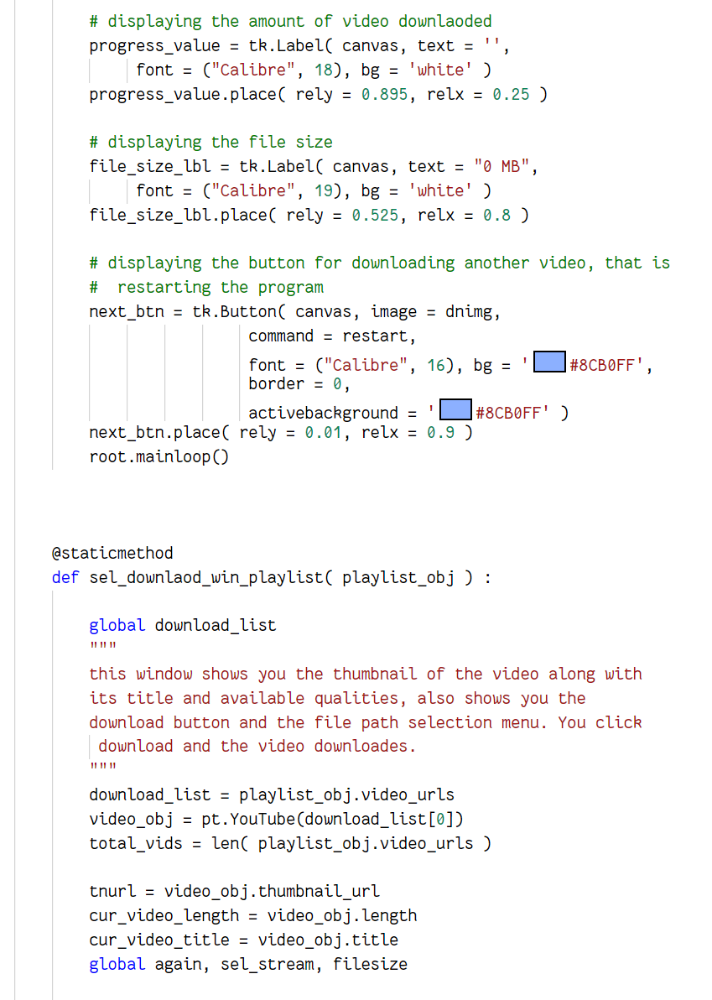 # displaying the amount of video downlaoded
progress_value = tk.Label( canvas, text = '',
font = ("Calibre", 18), bg = 'white' )
progress_value.place( rely = 0.895, relx = 0.25 )
# displaying the file size
file_size_lbl = tk.Label( canvas, text = "0 MB",
font = ("Calibre", 19), bg = 'white' )
file_size_lbl.place( rely = 0.525, relx = 0.8 )
# displaying the button for downloading another video, that is
#  restarting the program
next_btn = tk.Button( canvas, image = dnimg,
command = restart,
font = ("Calibre", 16), bg = '#8CB0FF',
border = 0,
activebackground = '#8CB0FF' )
next_btn.place( rely = 0.01, relx = 0.9 )
root.mainloop()
@staticmethod
def sel_downlaod_win_playlist( playlist_obj ) :
global download_list
"""
this window shows you the thumbnail of the video along with
its title and available qualities, also shows you the
download button and the file path selection menu. You click
download and the video downloades.
"""
download_list = playlist_obj.video_urls
video_obj = pt.YouTube(download_list[0])
total_vids = len( playlist_obj.video_urls )
tnurl = video_obj.thumbnail_url
cur_video_length = video_obj.length
cur_video_title = video_obj.title
global again, sel_stream, filesize